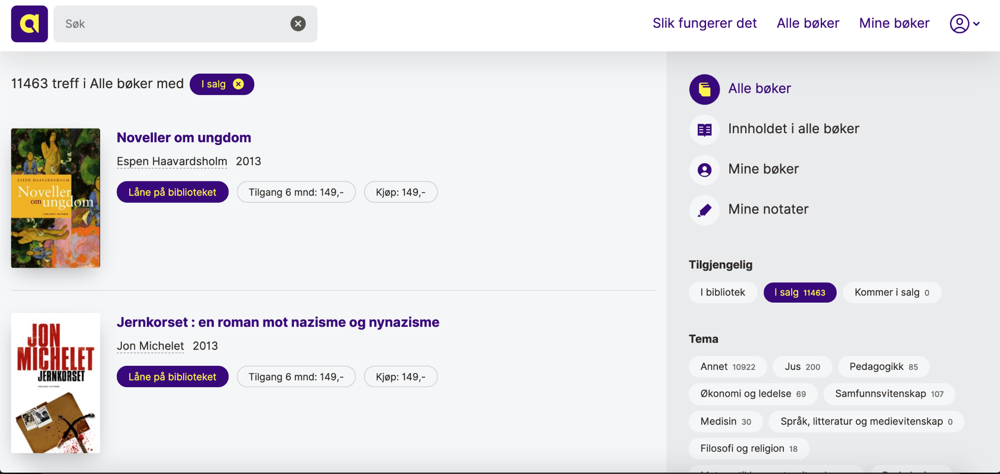 Søk
Slik fungerer det
Alle bøker
Mine bøker
11463 treff i Alle bøker med
I salg
ESPEN HAAVARDSHOLM
Noveller
om ungdom
FORLAGET OKTOBER
Noveller om ungdom
Espen Haavardsholm 2013
Låne på biblioteket
Tilgang 6 mnd: 149,-
Kjøp: 149,-
JON
MICHELET
JERNKORSET
FORLAGET OKTOBER
Jernkorset : en roman mot nazisme og nynazisme
Jon Michelet 2013
Låne på biblioteket
Tilgang 6 mnd: 149,-
Kjøp: 149,-
Alle bøker
Innholdet i alle bøker
Mine bøker
Mine notater
Tilgjengelig
I bibliotek
I salg 11463
Kommer i salg 0
Tema
Annet 10922
Jus 200
Pedagogikk 85
Økonomi og ledelse 69
Samfunnsvitenskap 107
Medisin 30
Språk, litteratur og medievitenskap 0
Filosofi og religion 18